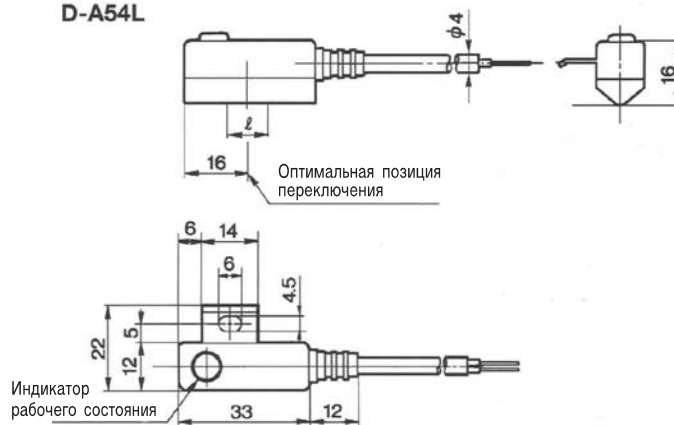 D-A54L
φ4
16
ℓ
16
Оптимальная позиция
переключения
6
14
6
4.5
22
5
12
Индикатор
рабочего состояния
33
12